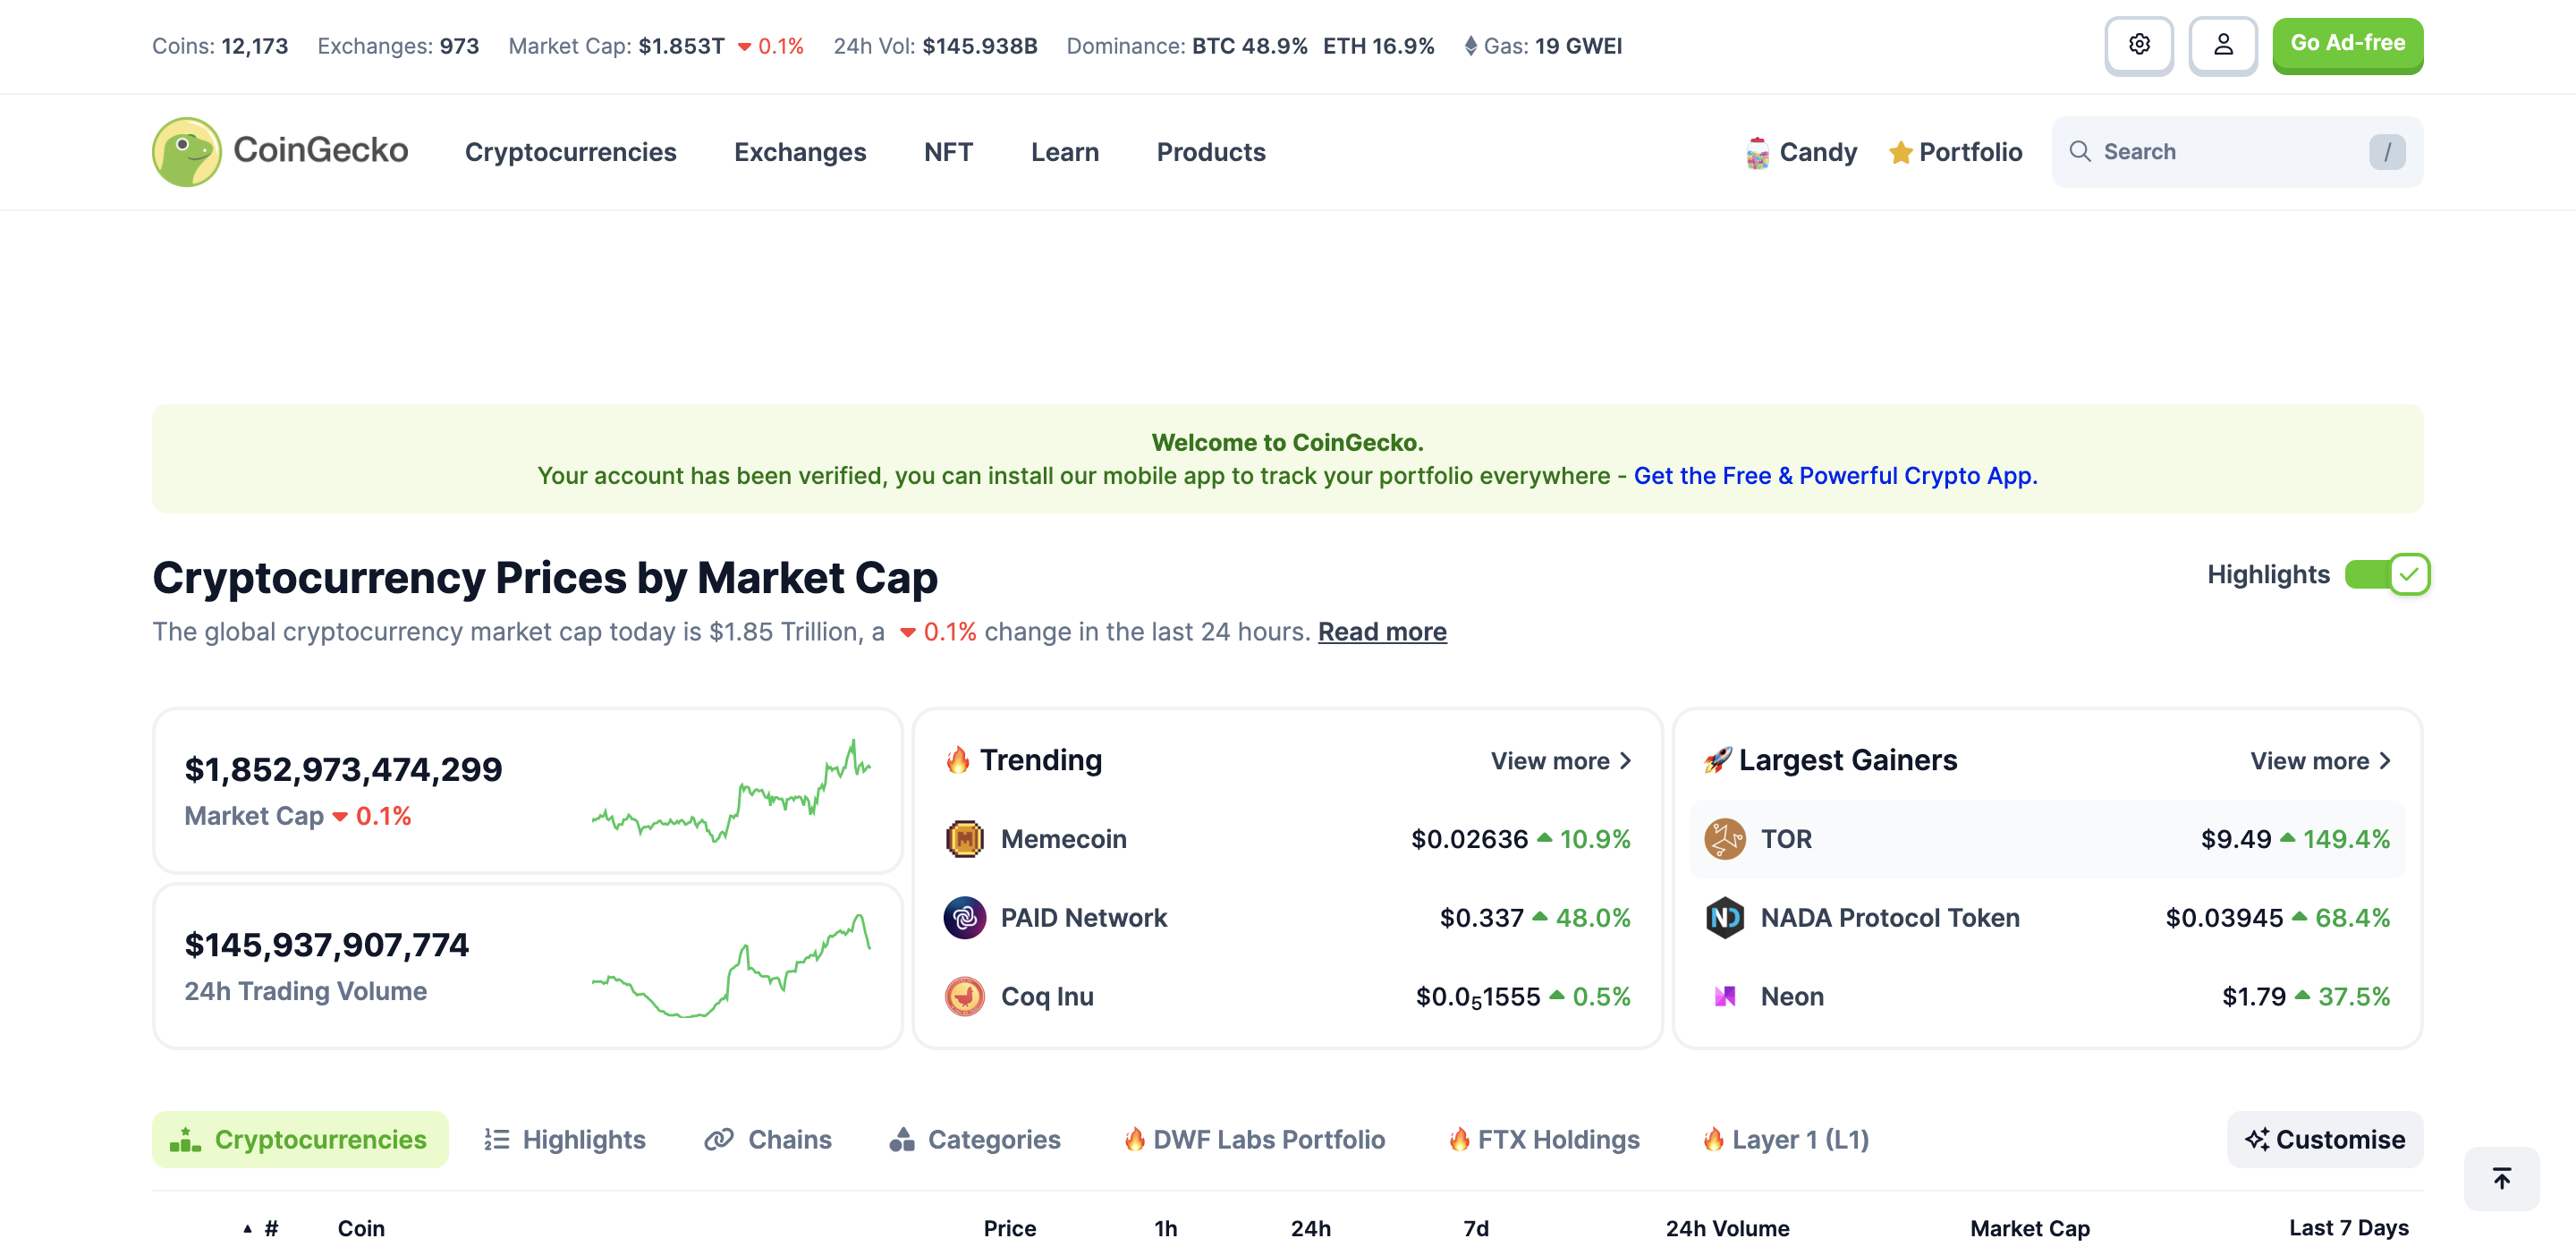 Coins: 12,173 Exchanges: 973 Market Cap: $1.853T 0.1% 24h Vol: $145.938B Dominance: BTC 48.9% ETH 16.9% Gas: 19 GWEI Go Ad-free
CoinGecko Cryptocurrencies Exchanges NFT Learn Products Candy Portfolio Search /
Welcome to CoinGecko.
Your account has been verified, you can install our mobile app to track your portfolio everywhere - Get the Free & Powerful Crypto App.
Cryptocurrency Prices by Market Cap
Highlights
The global cryptocurrency market cap today is $1.85 Trillion, a 0.1% change in the last 24 hours. Read more
$1,852,973,474,299
Market Cap 0.1%
$145,937,907,774
24h Trading Volume
Trending View more
Memecoin $0.02636 10.9%
PAID Network $0.337 48.0%
Coq Inu $0.0₅1555 0.5%
Largest Gainers View more
TOR $9.49 149.4%
NADA Protocol Token $0.03945 68.4%
Neon $1.79 37.5%
Cryptocurrencies Highlights Chains Categories DWF Labs Portfolio FTX Holdings Layer 1 (L1) Customise
# Coin Price 1h 24h 7d 24h Volume Market Cap Last 7 Days